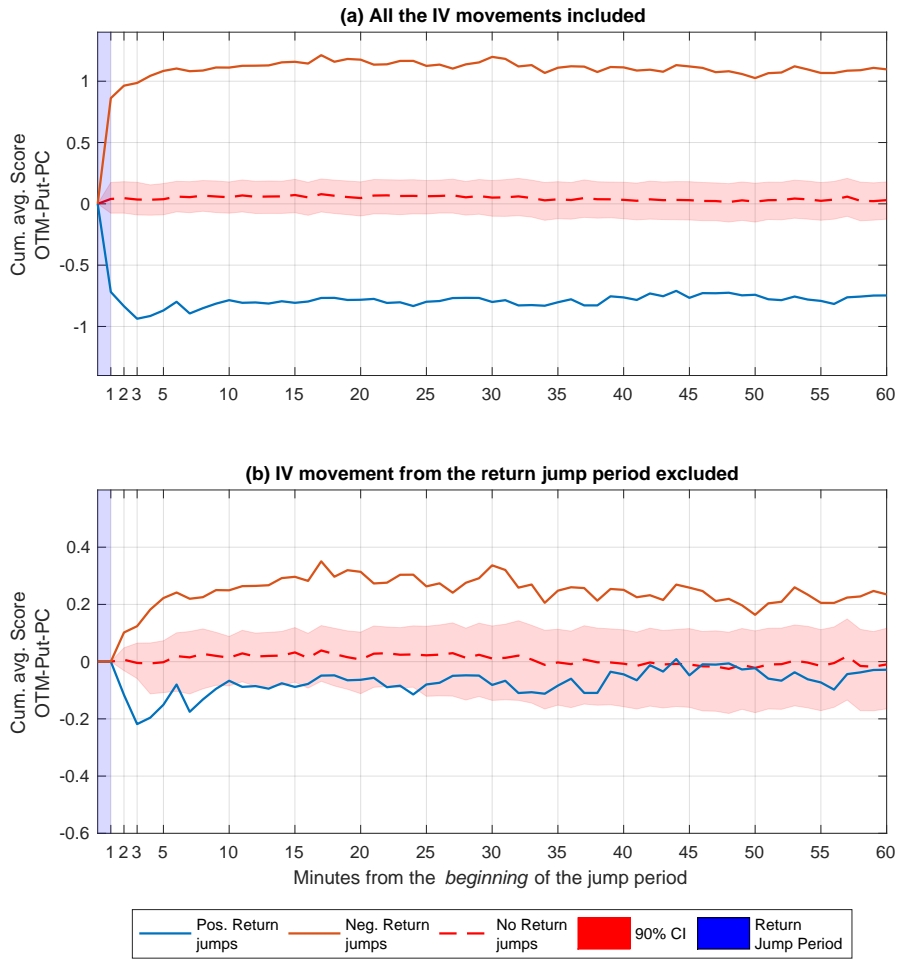 (a) All the IV movements included
Cum. avg. Score
OTM-Put-PC
1
0.5
0
-0.5
-1
1 2 3 5 10 15 20 25 30 35 40 45 50 55 60
(b) IV movement from the return jump period excluded
Cum. avg. Score
OTM-Put-PC
0.4
0.2
0
-0.2
-0.4
-0.6
1 2 3 5 10 15 20 25 30 35 40 45 50 55 60
Minutes from the beginning of the jump period
Pos. Return
jumps
Neg. Return
jumps
No Return
jumps
90% CI
Return
Jump Period